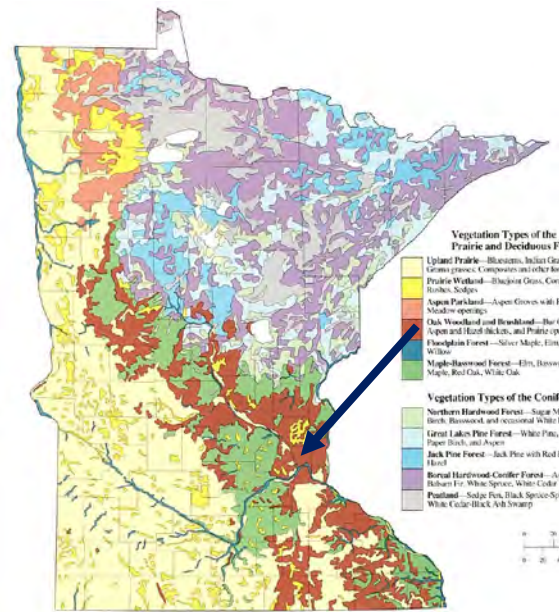 Vegetation Types of the
Prairie and Deciduous F
Upland Prairie—Bluestems, Indian Gra
Grama grasses; Composites and other for
Prairie Wetland—Bluejoint Grass, Cor
Rushes, Sedges
Aspen Parkland—Aspen Groves with P
Meadow openings
Oak Woodland and Brushland—Bur O
Aspen and Hazel thickets, and Prairie op
Floodplain Forest—Silver Maple, Elm,
Willow
Maple-Basswood Forest—Elm, Bassw
Maple, Red Oak, White Oak
Vegetation Types of the Conif
Northern Hardwood Forest—Sugar M
Birch, Basswood, and occasional White
Great Lakes Pine Forest—White Pine,
Paper Birch, and Aspen
Jack Pine Forest—Jack Pine with Red
Hazel
Boreal Hardwood-Conifer Forest—A
Balsam Fir, White Spruce, White Cedar
Peatland—Sedge Fen, Black Spruce-Sp
White Cedar-Black Ash Swamp